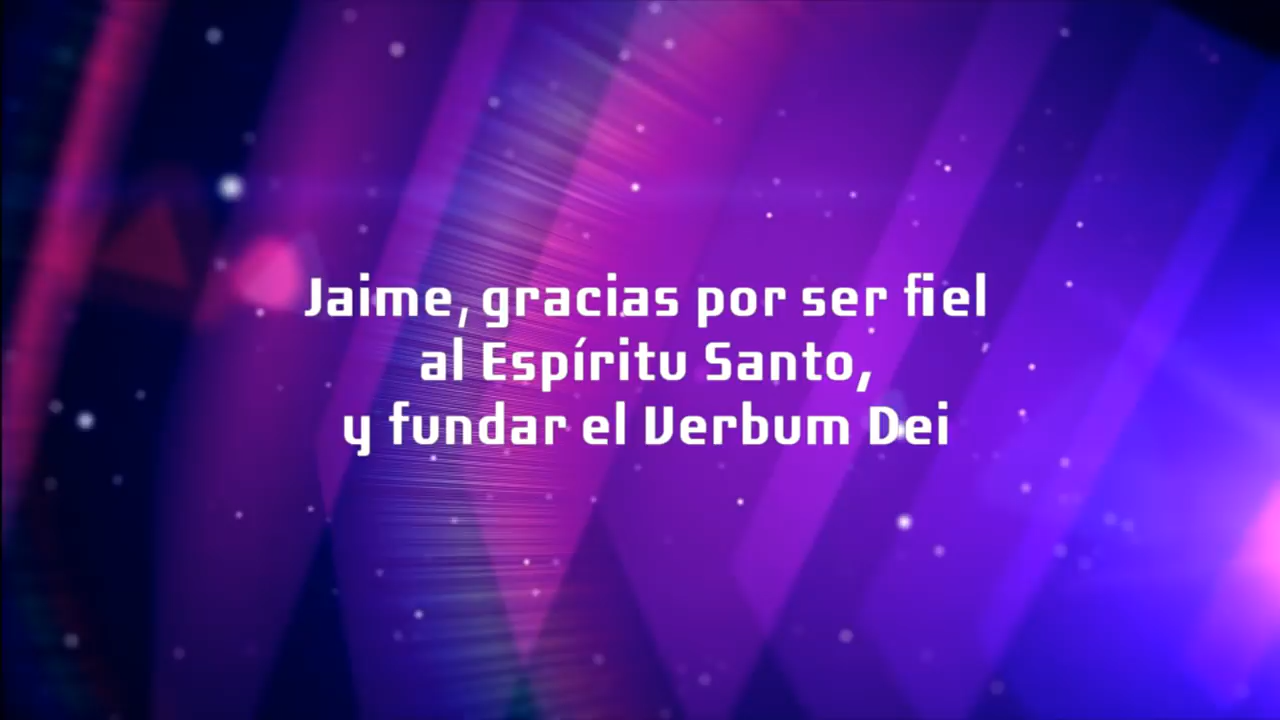 Jaime, gracias por ser fiel
al Espíritu Santo,
y fundar el Verbum Dei